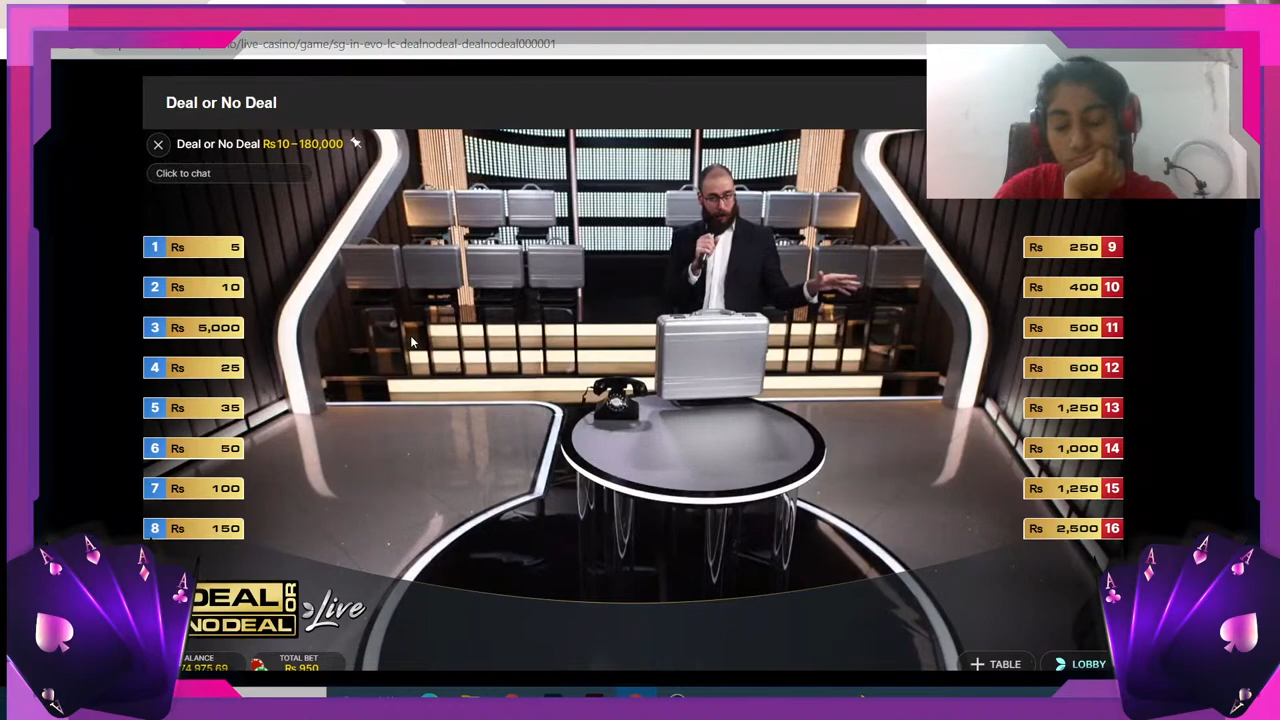 /live-casino/game/sg-in-evo-lc-dealnodeal-dealnodeal000001
Deal or No Deal
Deal or No Deal Rs10–180,000
Click to chat
1 Rs 5
2 Rs 10
3 Rs 5,000
4 Rs 25
5 Rs 35
6 Rs 50
7 Rs 100
8 Rs 150
Rs 250 9
Rs 400 10
Rs 500 11
Rs 600 12
Rs 1,250 13
Rs 1,000 14
Rs 1,250 15
Rs 2,500 16
DEAL OR NO DEAL Live
ALANCE
74,975.69
TOTAL BET
Rs 950
+ TABLE
LOBBY
A
A
A
A
A
A
A
A